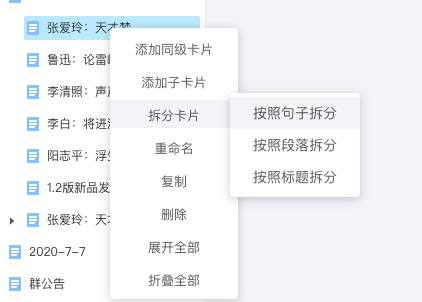 张爱玲：天才梦
鲁迅：论雷峰
李清照：声声
李白：将进
阳志平：浮生
1.2版新品发
张爱玲：天才
2020-7-7
群公告
添加同级卡片
添加子卡片
拆分卡片
重命名
复制
删除
展开全部
折叠全部
按照句子拆分
按照段落拆分
按照标题拆分